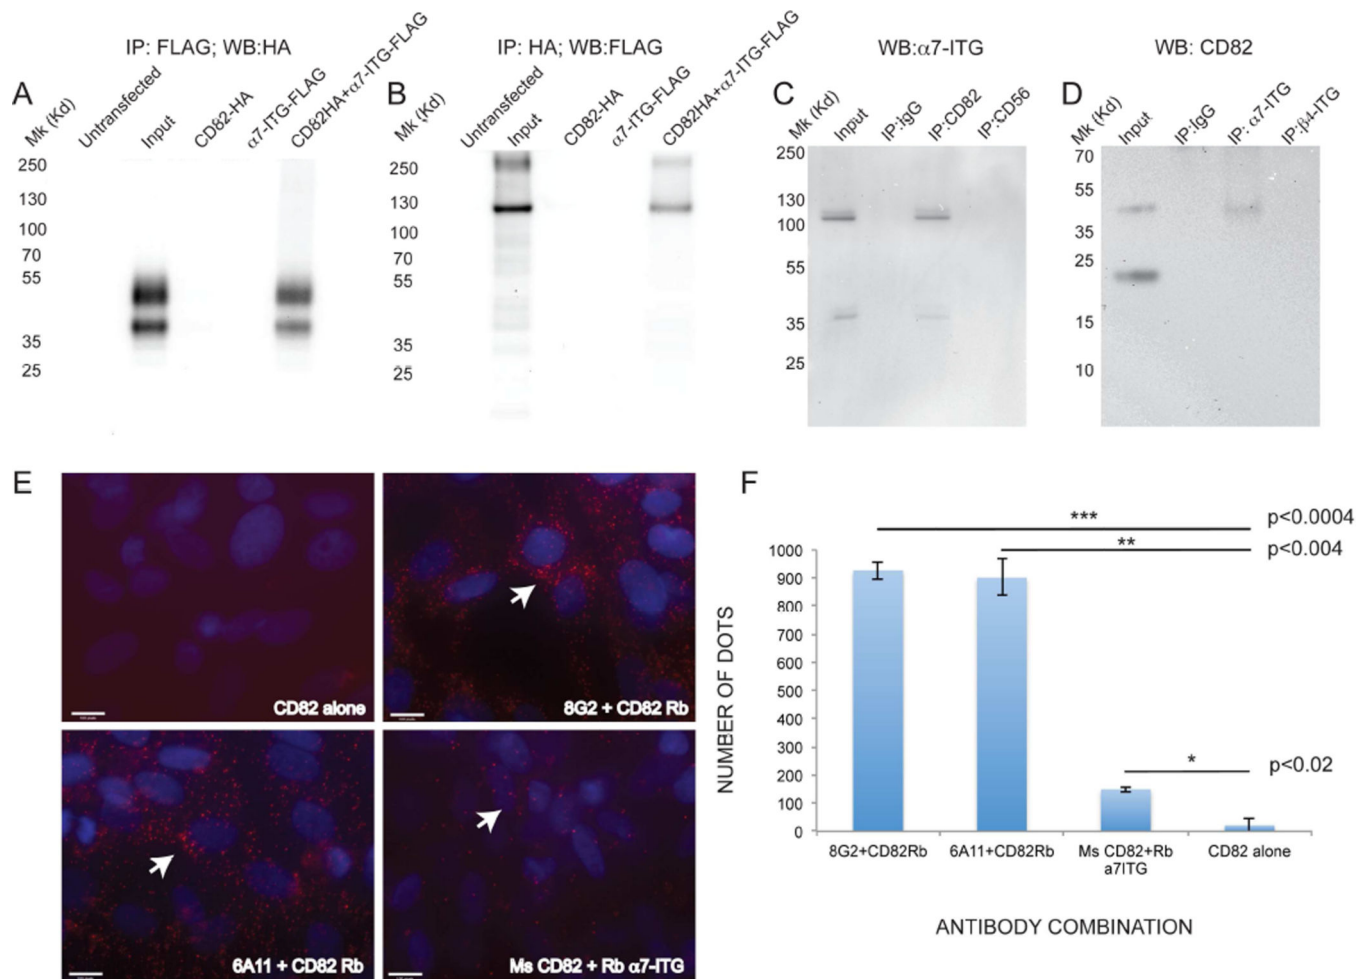 IP: FLAG; WB:HA
IP: HA; WB:FLAG
WB:α7-ITG
WB: CD82
A
Mk (Kd)
Untransfected
Input
CD82-HA
α7-ITG-FLAG
CD82HA+α7-ITG-FLAG
250
130
100
70
55
35
25
B
Mk (Kd)
Untransfected
Input
CD82-HA
α7-ITG-FLAG
CD82HA+α7-ITG-FLAG
250
130
100
70
55
35
25
C
Mk (Kd)
Input
IP:IgG
IP:CD82
IP:CD56
250
130
100
55
35
25
D
Mk (Kd)
Input
IP:IgG
IP: α7-ITG
IP:β4-ITG
70
55
35
25
15
10
E
CD82 alone
8G2 + CD82 Rb
6A11 + CD82 Rb
Ms CD82 + Rb α7-ITG
F
*** p<0.0004
** p<0.004
* p<0.02
NUMBER OF DOTS
1000
900
800
700
600
500
400
300
200
100
0
8G2+CD82Rb
6A11+CD82Rb
Ms CD82+Rb
a7ITG
CD82 alone
ANTIBODY COMBINATION